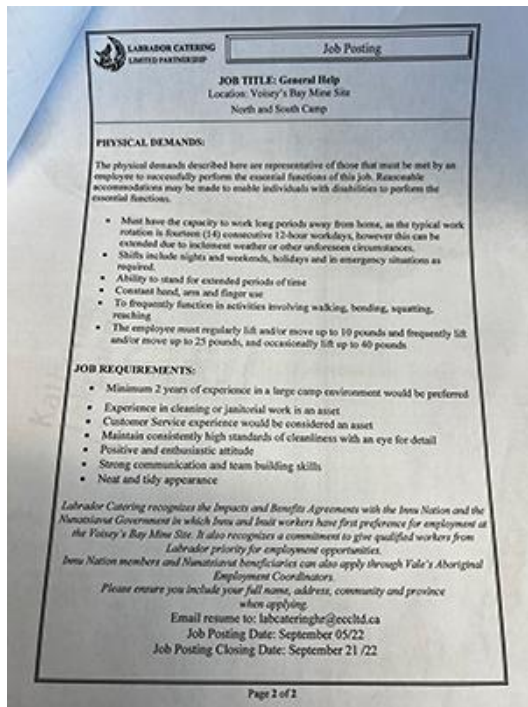 LABRADOR CATERING
LIMITED PARTNERSHIP
Job Posting
JOB TITLE: General Help
Location: Voisey's Bay Mine Site
North and South Camp
PHYSICAL DEMANDS:
The physical demands described here are representative of those that must be met by an
employee to successfully perform the essential functions of this job. Reasonable
accommodations may be made to enable individuals with disabilities to perform the
essential functions.
• Must have the capacity to work long periods away from home, as the typical work
rotation is fourteen (14) consecutive 12-hour workdays, however this can be
extended due to inclement weather or other unforeseen circumstances.
• Shifts include nights and weekends, holidays and in emergency situations as
required.
• Ability to stand for extended periods of time
• Constant hand, arm and finger use
• To frequently function in activities involving walking, bending, squatting,
reaching
• The employee must regularly lift and/or move up to 10 pounds and frequently lift
and/or move up to 25 pounds, and occasionally lift up to 40 pounds
JOB REQUIREMENTS:
• Minimum 2 years of experience in a large camp environment would be preferred
• Experience in cleaning or janitorial work is an asset
• Customer Service experience would be considered an asset
• Maintain consistently high standards of cleanliness with an eye for detail
• Positive and enthusiastic attitude
• Strong communication and team building skills
• Neat and tidy appearance
Labrador Catering recognizes the Impacts and Benefits Agreements with the Innu Nation and the
Nunatsiavut Government in which Innu and Inuit workers have first preference for employment at
the Voisey's Bay Mine Site. It also recognizes a commitment to give qualified workers from
Labrador priority for employment opportunities.
Innu Nation members and Nunatsiavut beneficiaries can also apply through Vale's Aboriginal
Employment Coordinators.
Please ensure you include your full name, address, community and province
when applying.
Email resume to: labcateringhr@eccltd.ca
Job Posting Date: September 05/22
Job Posting Closing Date: September 21 /22
Page 2 of 2